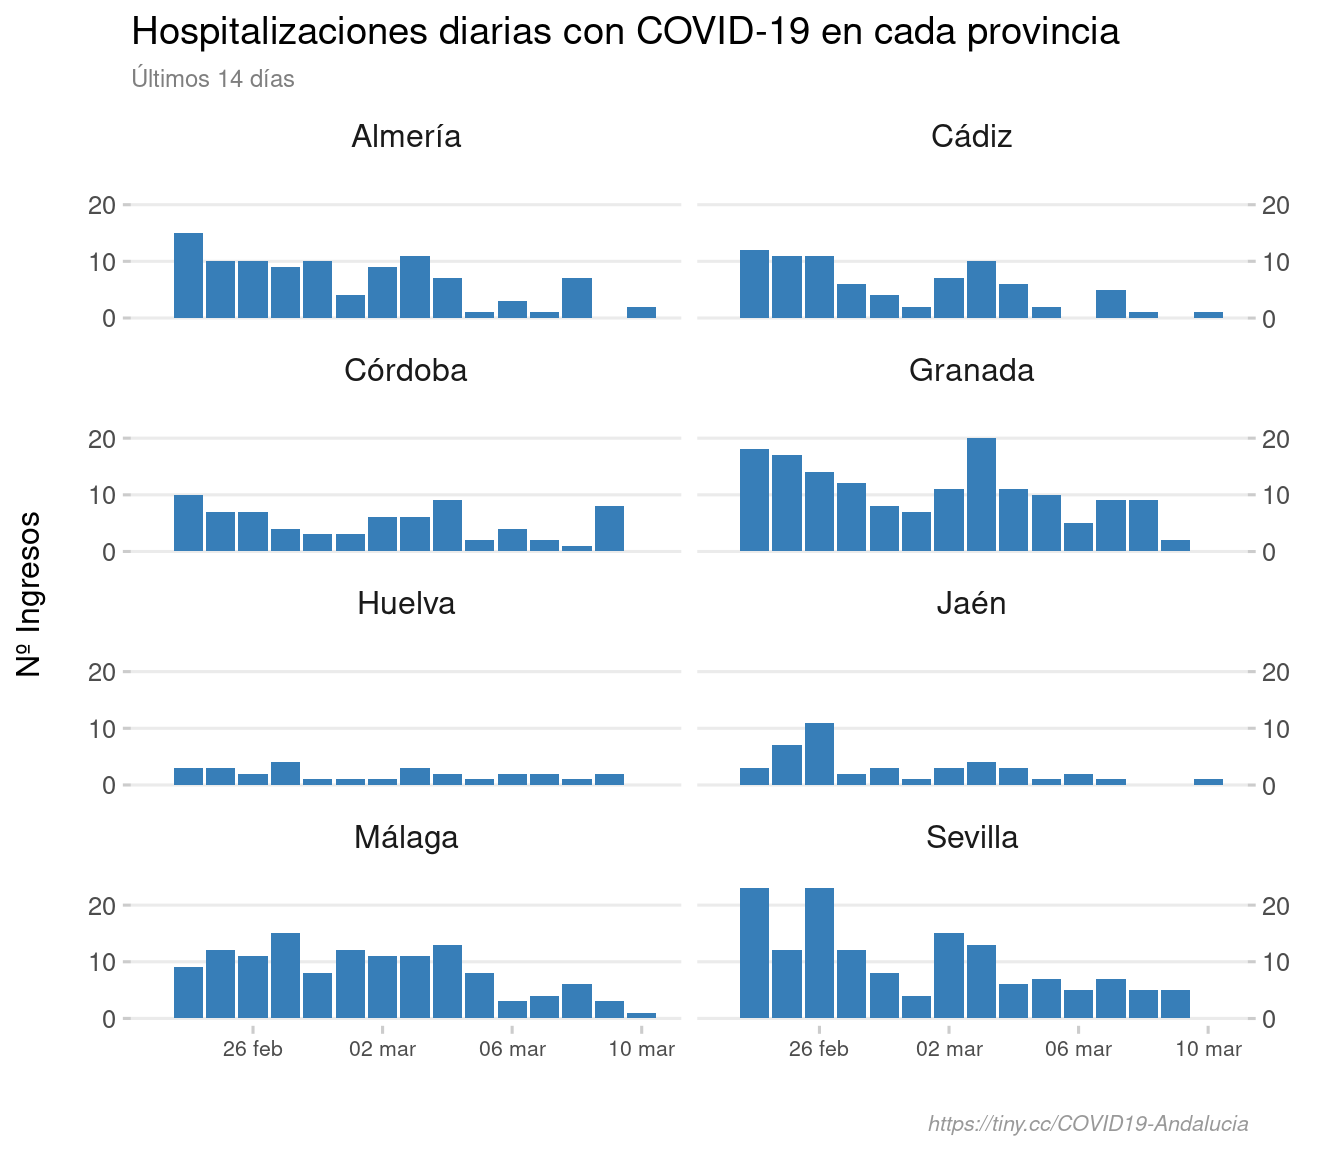 Hospitalizaciones diarias con COVID-19 en cada provincia
Últimos 14 días
Almería Cádiz
20 20
10 10
0 0
Córdoba Granada
20 20
10 10
0 0
Nº Ingresos
Huelva Jaén
20 20
10 10
0 0
Málaga Sevilla
20 20
10 10
0 0
26 feb 02 mar 06 mar 10 mar 26 feb 02 mar 06 mar 10 mar
https://tiny.cc/COVID19-Andalucia